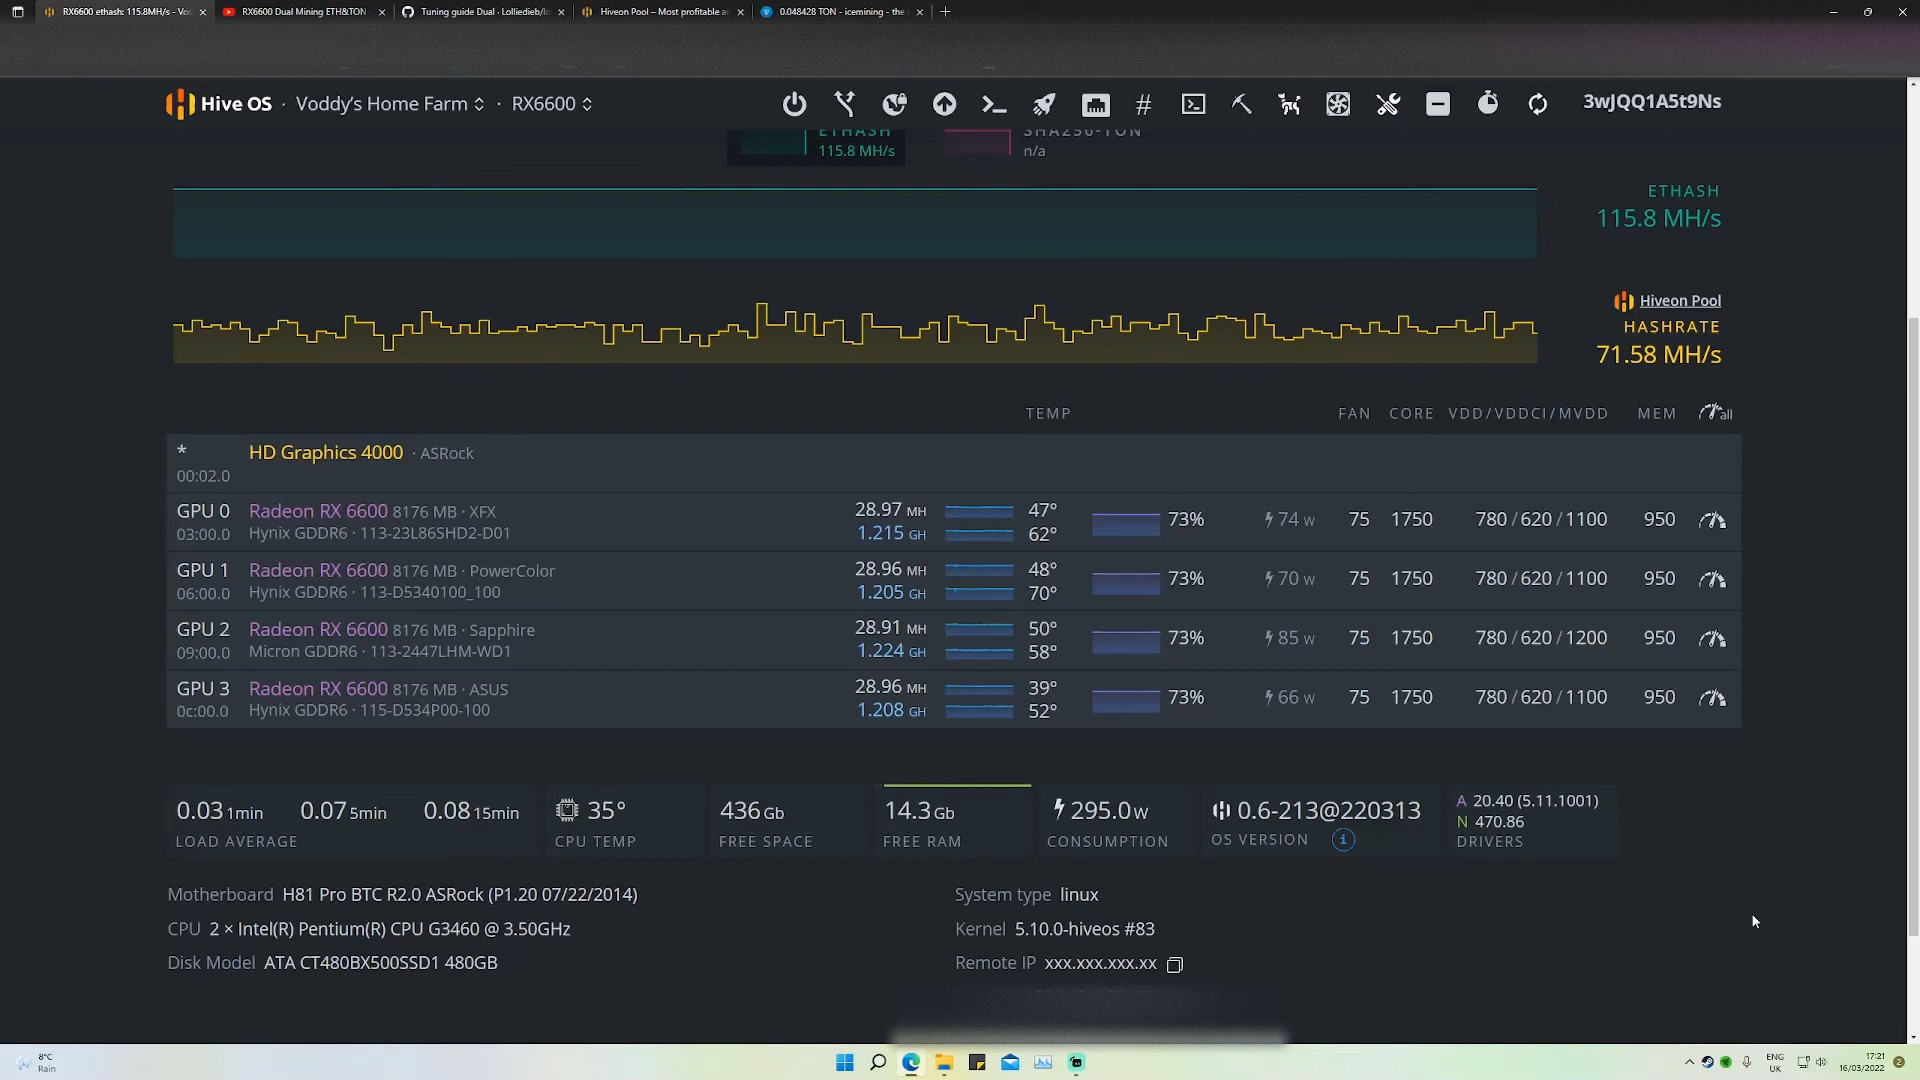 RX6600 ethash: 115.8MH/s - Vo
RX6600 Dual Mining ETH&TON -
Tuning guide Dual · Lolliedieb/lo
Hiveon Pool – Most profitable a
0.048428 TON - icemining - the
Hive OS · Voddy's Home Farm · RX6600
3wJQQ1A5t9Ns
ETHASH
115.8 MH/s
SHA256-TON
n/a
ETHASH
115.8 MH/s
Hiveon Pool
HASHRATE
71.58 MH/s
TEMP FAN CORE VDD/VDDCI/MVDD MEM all
* HD Graphics 4000 · ASRock
00:02.0
GPU 0 Radeon RX 6600 8176 MB · XFX 28.97 MH 47° 73% 74 W 75 1750 780 / 620 / 1100 950
03:00.0 Hynix GDDR6 · 113-23L86SHD2-D01 1.215 GH 62°
GPU 1 Radeon RX 6600 8176 MB · PowerColor 28.96 MH 48° 73% 70 W 75 1750 780 / 620 / 1100 950
06:00.0 Hynix GDDR6 · 113-D5340100_100 1.205 GH 70°
GPU 2 Radeon RX 6600 8176 MB · Sapphire 28.91 MH 50° 73% 85 W 75 1750 780 / 620 / 1200 950
09:00.0 Micron GDDR6 · 113-2447LHM-WD1 1.224 GH 58°
GPU 3 Radeon RX 6600 8176 MB · ASUS 28.96 MH 39° 73% 66 W 75 1750 780 / 620 / 1100 950
0c:00.0 Hynix GDDR6 · 115-D534P00-100 1.208 GH 52°
0.03 1min 0.07 5min 0.08 15min
LOAD AVERAGE
35°
CPU TEMP
436 Gb
FREE SPACE
14.3 Gb
FREE RAM
295.0 W
CONSUMPTION
0.6-213@220313
OS VERSION
A 20.40 (5.11.1001)
N 470.86
DRIVERS
Motherboard H81 Pro BTC R2.0 ASRock (P1.20 07/22/2014)
CPU 2 × Intel(R) Pentium(R) CPU G3460 @ 3.50GHz
Disk Model ATA CT480BX500SSD1 480GB
System type linux
Kernel 5.10.0-hiveos #83
Remote IP xxx.xxx.xxx.xx
8°C
Rain
ENG
UK
17:21
16/03/2022
2